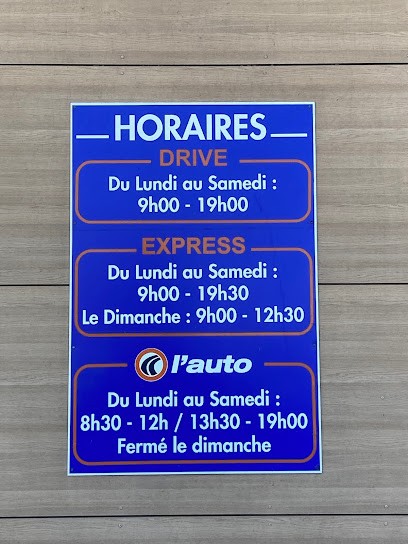 HORAIRES
DRIVE
Du Lundi au Samedi :
9h00 - 19h00
EXPRESS
Du Lundi au Samedi :
9h00 - 19h30
Le Dimanche : 9h00 - 12h30
l'auto
Du Lundi au Samedi :
8h30 - 12h / 13h30 - 19h00
Fermé le dimanche